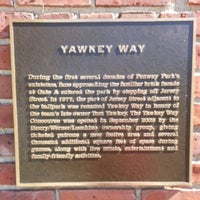 YAWKEY WAY
During the first several decades of Fenway Park's
existence, fans approaching the familiar brick facade
at Gate A entered the park by stepping off Jersey
Street. In 1977, the part of Jersey Street adjacent to
the ballpark was renamed Yawkey Way in honor of
the team's late owner Tom Yawkey. The Yawkey Way
Concourse was opened in September 2002 by the
Henry/Werner/Lucchino ownership group, giving
ticketed patrons a new festive area and several
thousand additional square feet of space during
games, along with live music, entertainment and
family-friendly activities.